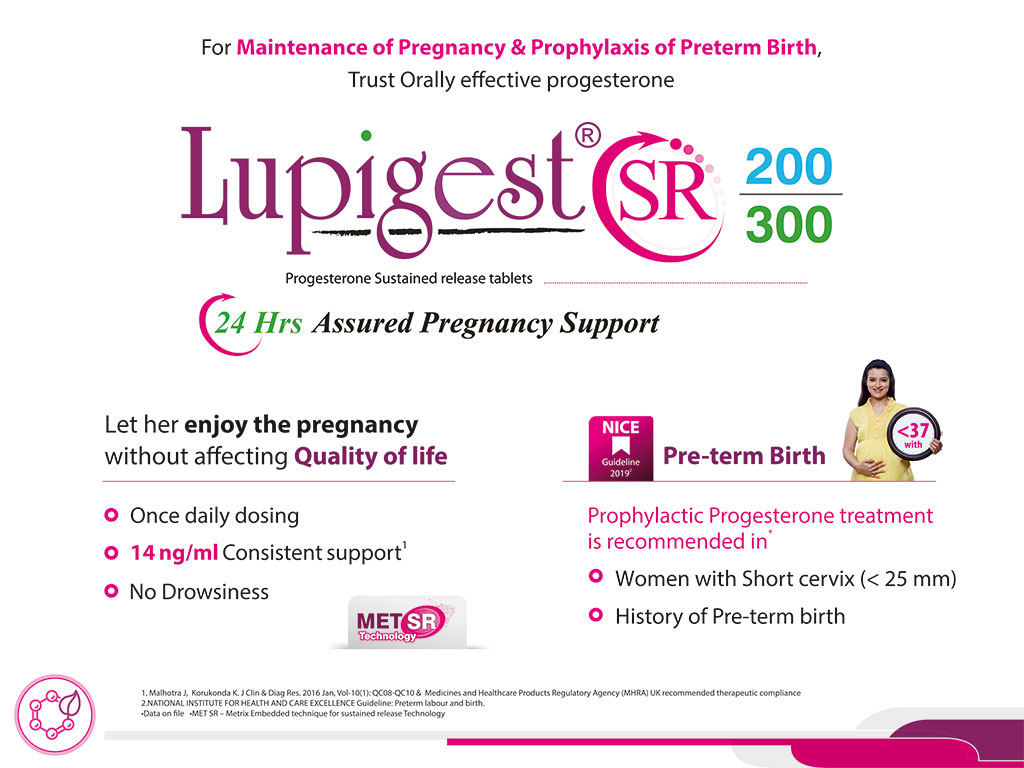 For Maintenance of Pregnancy & Prophylaxis of Preterm Birth,
Trust Orally effective progesterone
Lupigest® SR 200
300
Progesterone Sustained release tablets
24 Hrs Assured Pregnancy Support
Let her enjoy the pregnancy
without affecting Quality of life
Once daily dosing
14 ng/ml Consistent support1
No Drowsiness
METSR
Technology
NICE
Guideline
20192
Pre-term Birth
<37
with
Prophylactic Progesterone treatment
is recommended in*
Women with Short cervix (< 25 mm)
History of Pre-term birth
1. Malhotra J, Korukonda K. J Clin & Diag Res. 2016 Jan, Vol-10(1): QC08-QC10 & Medicines and Healthcare Products Regulatory Agency (MHRA) UK recommended therapeutic compliance
2.NATIONAL INSTITUTE FOR HEALTH AND CARE EXCELLENCE Guideline: Preterm labour and birth.
•Data on file •MET SR – Metrix Embedded technique for sustained release Technology